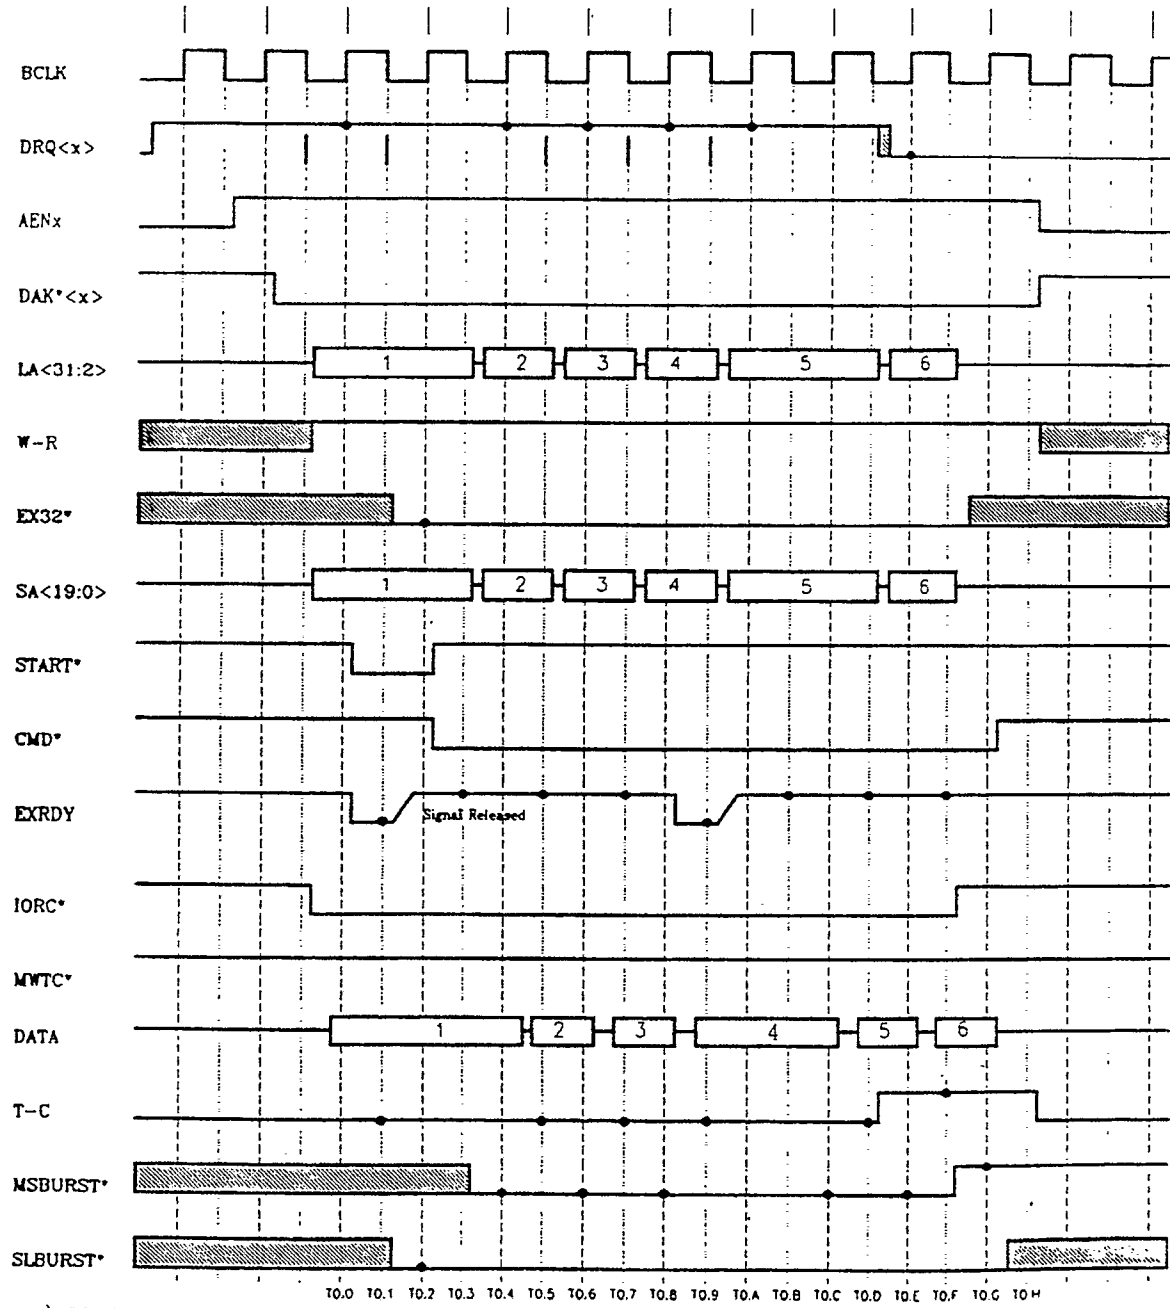 BCLK
DRQ<x>
AENx
DAK*<x>
LA<31:2> 1 2 3 4 5 6
W-R
EX32*
SA<19:0> 1 2 3 4 5 6
START*
CMD*
EXRDY Signal Released
IORC*
MWTC*
DATA 1 2 3 4 5 6
T-C
MSBURST*
SLBURST*
T0.0 T0.1 T0.2 T0.3 T0.4 T0.5 T0.6 T0.7 T0.8 T0.9 T0.A T0.B T0.C T0.D T0.E T0.F T0.G T0.H